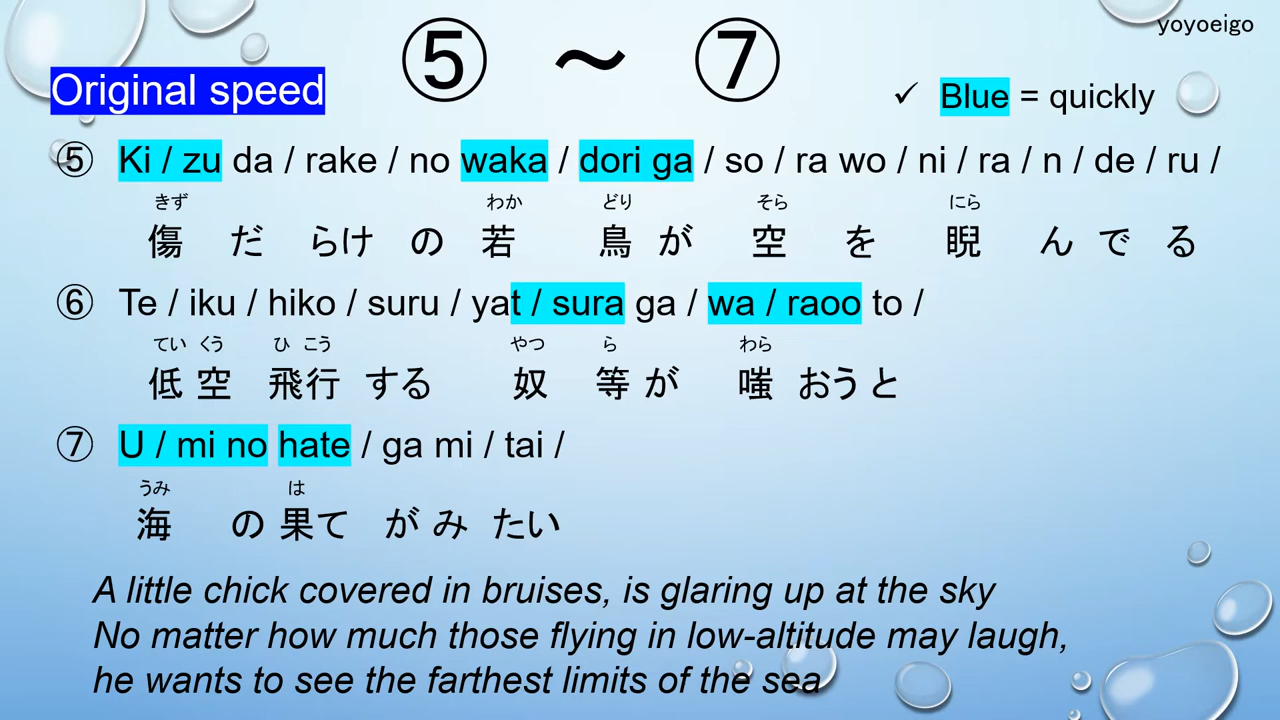 yoyoeigo
⑤ ~ ⑦
Original speed
✓ Blue = quickly
⑤ Ki / zu da / rake / no waka / dori ga / so / ra wo / ni / ra / n / de / ru /
きず わか どり そら にら
傷 だ らけ の 若 鳥 が 空 を 睨 ん で る
⑥ Te / iku / hiko / suru / yat / sura ga / wa / raoo to /
てい くう ひ こう やつ ら わら
低 空 飛行 する 奴 等 が 嗤 おう と
⑦ U / mi no hate / ga mi / tai /
うみ は
海 の 果て が み たい
A little chick covered in bruises, is glaring up at the sky
No matter how much those flying in low-altitude may laugh,
he wants to see the farthest limits of the sea